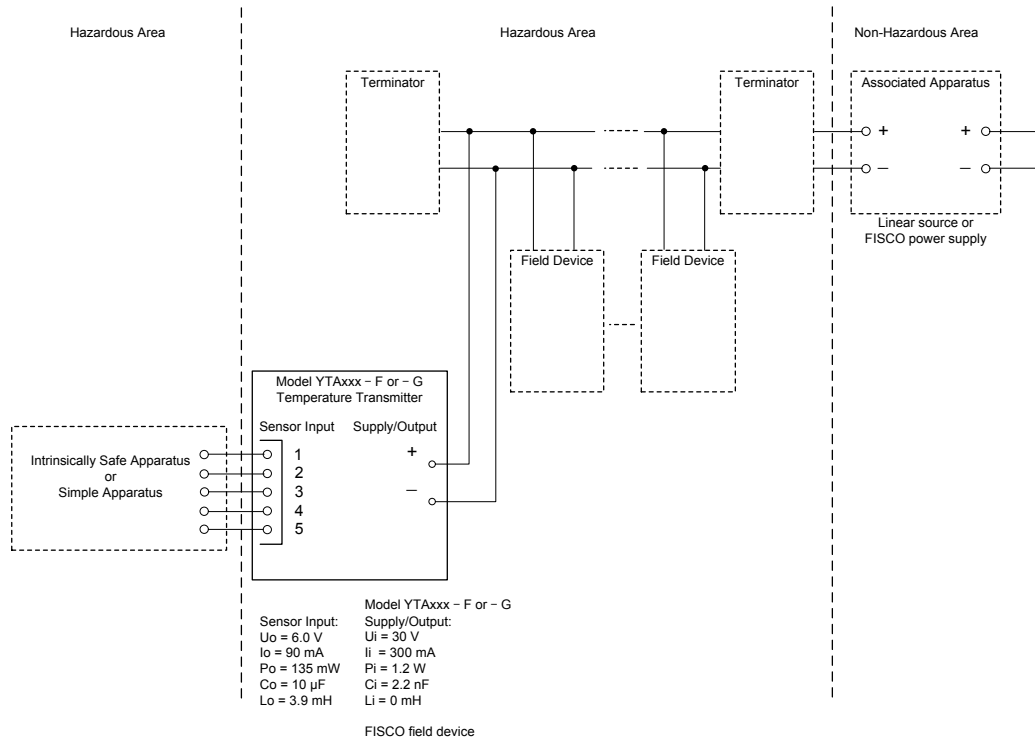 Hazardous Area
Hazardous Area
Non-Hazardous Area
Terminator
Terminator
Associated Apparatus
+ +
− −
Linear source or
FISCO power supply
Field Device
Field Device
Model YTAxxx − F or − G
Temperature Transmitter
Sensor Input
Supply/Output
+
−
1
2
3
4
5
Intrinsically Safe Apparatus
or
Simple Apparatus
Sensor Input:
Uo = 6.0 V
Io = 90 mA
Po = 135 mW
Co = 10 µF
Lo = 3.9 mH
Model YTAxxx − F or − G
Supply/Output:
Ui = 30 V
Ii = 300 mA
Pi = 1.2 W
Ci = 2.2 nF
Li = 0 mH
FISCO field device